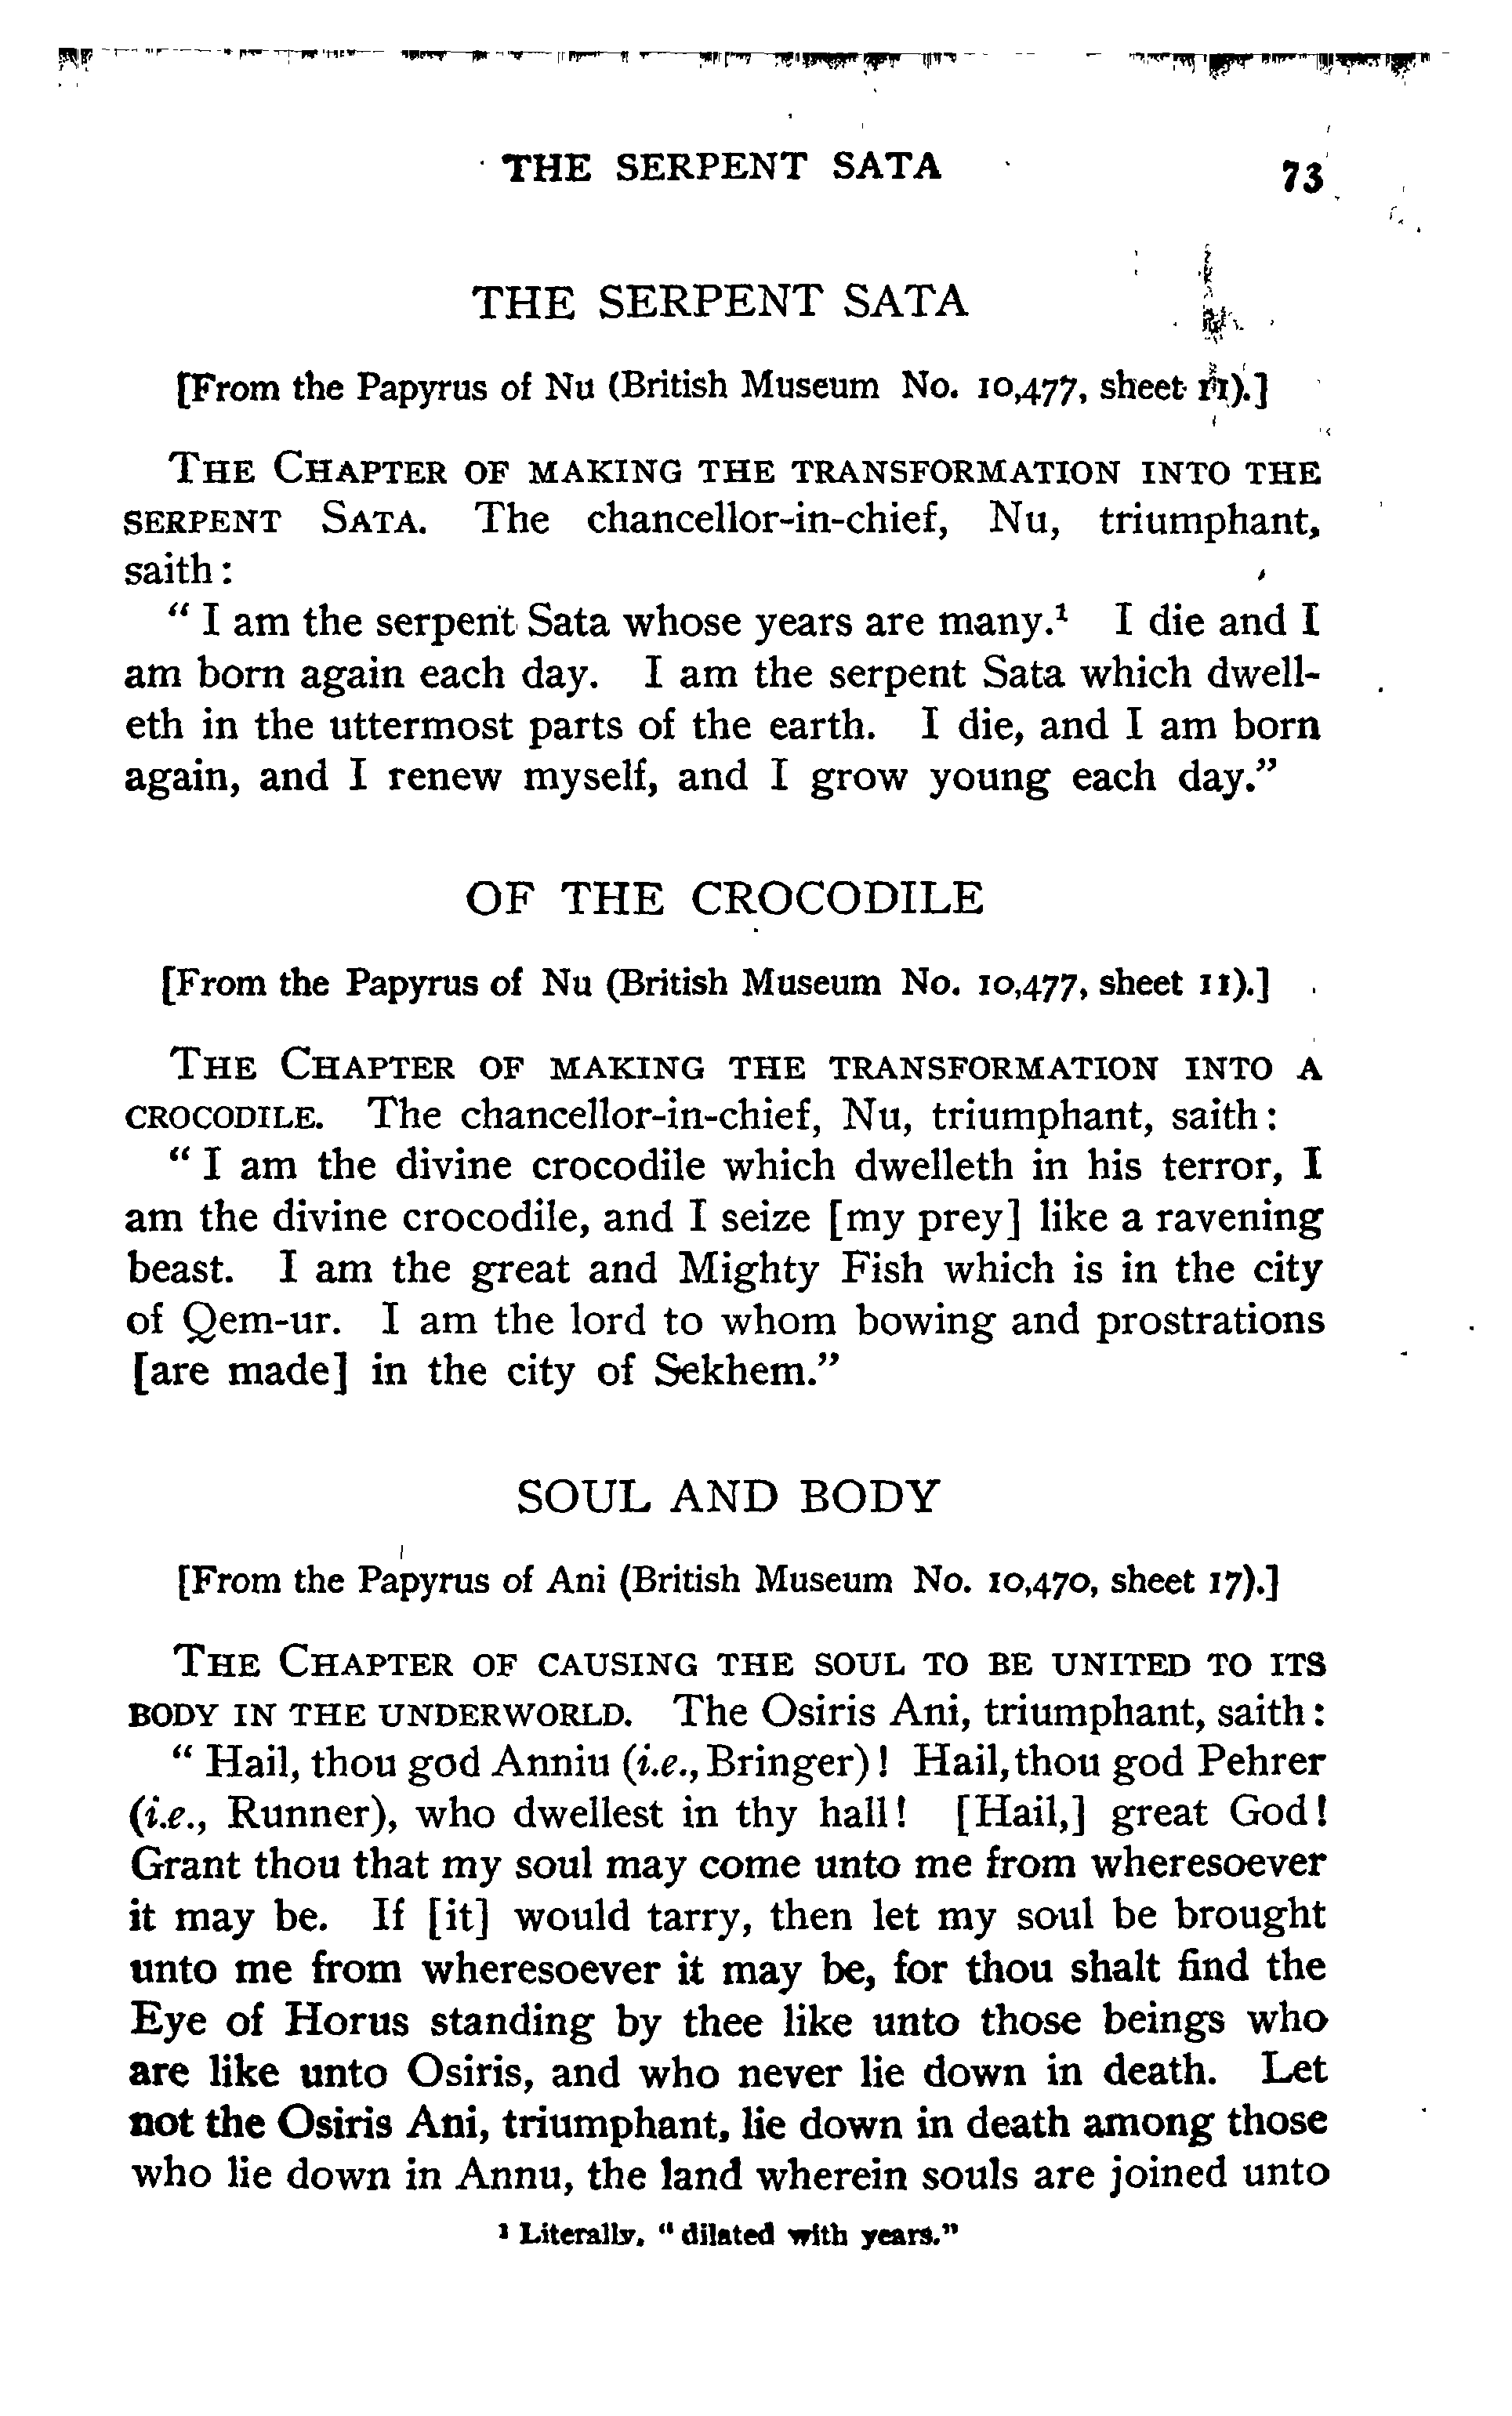 THE SERPENT SATA 73
THE SERPENT SATA
[From the Papyrus of Nu (British Museum No. 10,477, sheet 11).]
THE CHAPTER OF MAKING THE TRANSFORMATION INTO THE
SERPENT SATA. The chancellor-in-chief, Nu, triumphant,
saith:
“ I am the serpent Sata whose years are many.¹ I die and I
am born again each day. I am the serpent Sata which dwell-
eth in the uttermost parts of the earth. I die, and I am born
again, and I renew myself, and I grow young each day.”
OF THE CROCODILE
[From the Papyrus of Nu (British Museum No. 10,477, sheet 11).]
THE CHAPTER OF MAKING THE TRANSFORMATION INTO A
CROCODILE. The chancellor-in-chief, Nu, triumphant, saith:
“ I am the divine crocodile which dwelleth in his terror, I
am the divine crocodile, and I seize [my prey] like a ravening
beast. I am the great and Mighty Fish which is in the city
of Qem-ur. I am the lord to whom bowing and prostrations
[are made] in the city of Sekhem.”
SOUL AND BODY
[From the Papyrus of Ani (British Museum No. 10,470, sheet 17).]
THE CHAPTER OF CAUSING THE SOUL TO BE UNITED TO ITS
BODY IN THE UNDERWORLD. The Osiris Ani, triumphant, saith:
“ Hail, thou god Anniu (i.e., Bringer)! Hail, thou god Pehrer
(i.e., Runner), who dwellest in thy hall! [Hail,] great God!
Grant thou that my soul may come unto me from wheresoever
it may be. If [it] would tarry, then let my soul be brought
unto me from wheresoever it may be, for thou shalt find the
Eye of Horus standing by thee like unto those beings who
are like unto Osiris, and who never lie down in death. Let
not the Osiris Ani, triumphant, lie down in death among those
who lie down in Annu, the land wherein souls are joined unto
¹ Literally, “ dilated with years.”